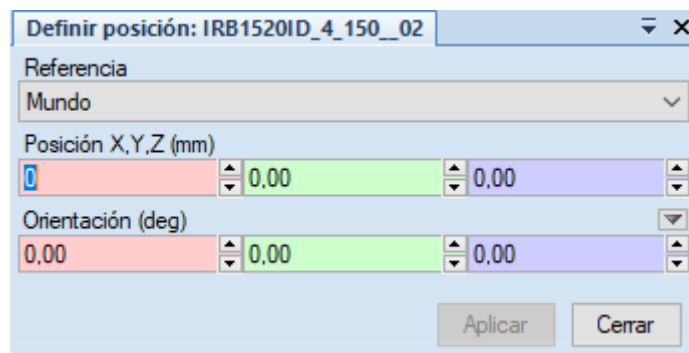 Definir posición: IRB1520ID_4_150__02
Referencia
Mundo
Posición X,Y,Z (mm)
0 0,00 0,00
Orientación (deg)
0,00 0,00 0,00
Aplicar Cerrar